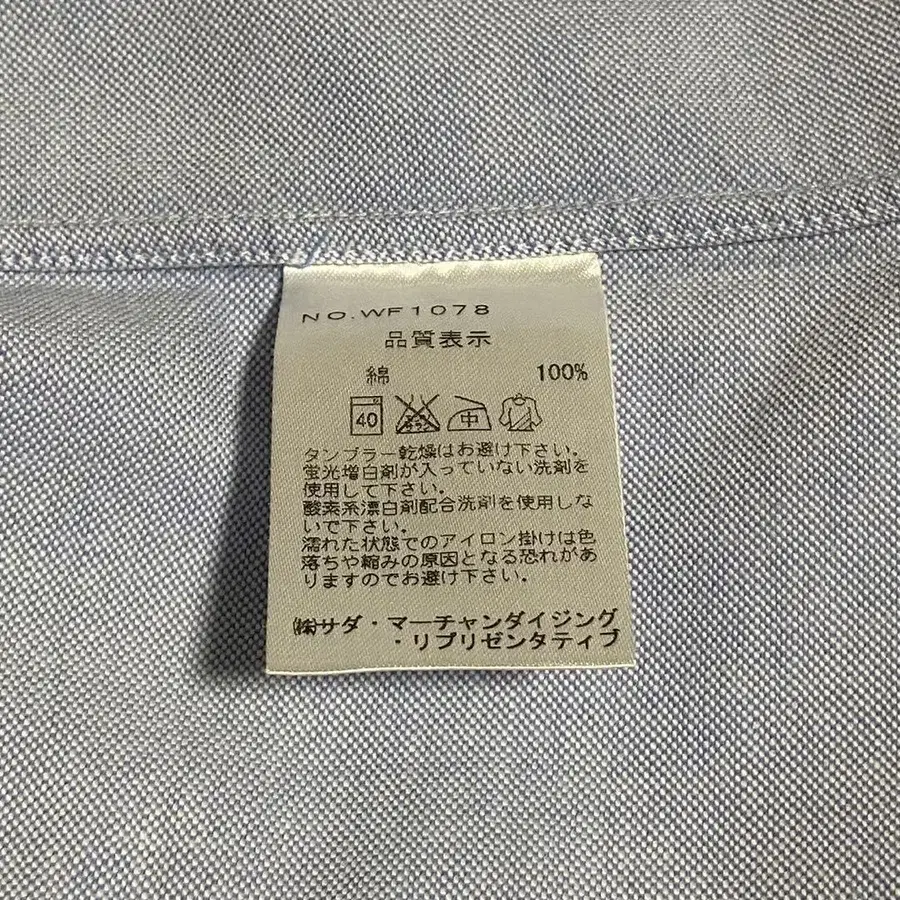 NO.WF1078
品質表示
綿 100%
40 中
タンブラー乾燥はお避け下さい。
蛍光増白剤が入っていない洗剤を
使用して下さい。
酸素系漂白剤配合洗剤を使用しな
いで下さい。
濡れた状態でのアイロン掛けは色
落ちや縮みの原因となる恐れがあ
りますのでお避け下さい。
㈱サダ・マーチャンダイジング
・リプリゼンタティブ